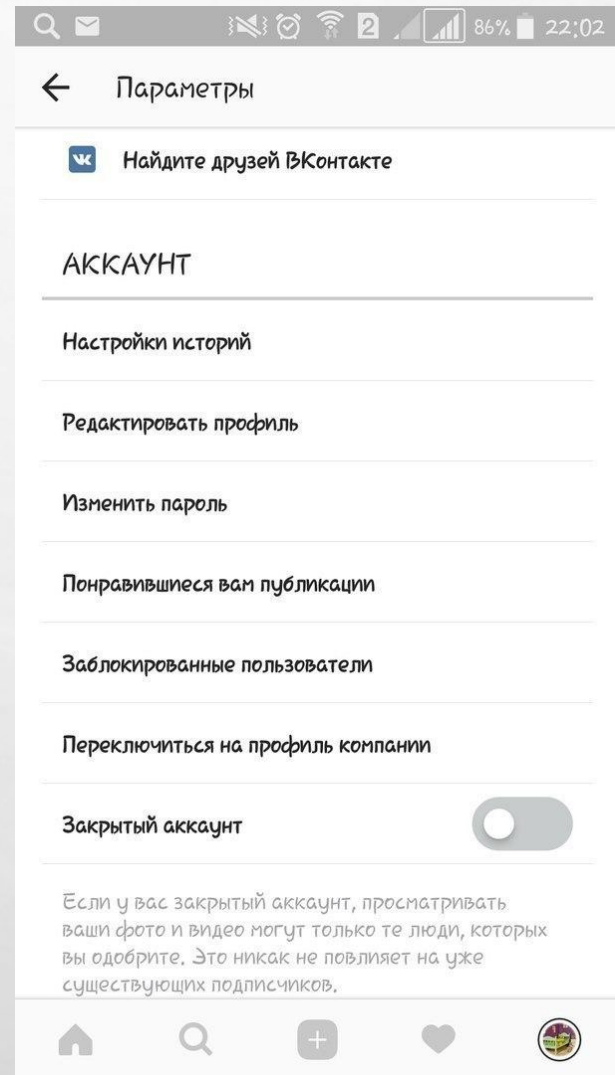 2 86% 22:02
Параметры
Найдите друзей ВКонтакте
АККАУНТ
Настройки историй
Редактировать профиль
Изменить пароль
Понравившиеся вам публикации
Заблокированные пользователи
Переключиться на профиль компании
Закрытый аккаунт
Если у вас закрытый аккаунт, просматривать
ваши фото и видео могут только те люди, которых
вы одобрите. Это никак не повлияет на уже
существующих подписчиков.